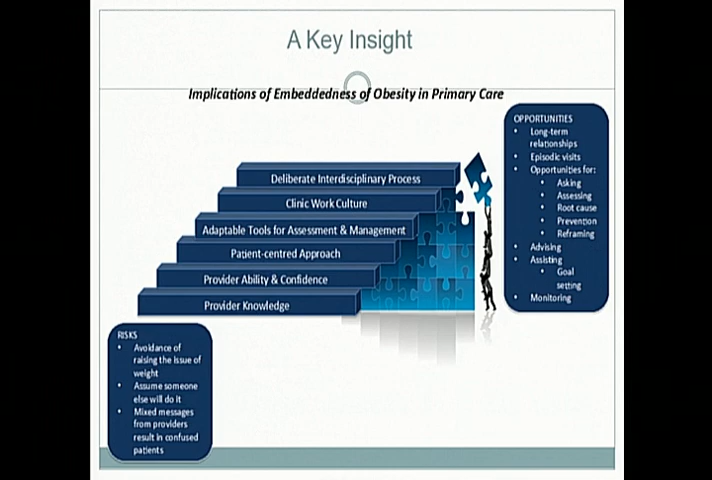 A Key Insight
Implications of Embeddedness of Obesity in Primary Care
Deliberate Interdisciplinary Process
Clinic Work Culture
Adaptable Tools for Assessment & Management
Patient-centred Approach
Provider Ability & Confidence
Provider Knowledge
OPPORTUNITIES
• Long-term
relationships
• Episodic visits
• Opportunities for:
• Asking
• Assessing
• Root cause
• Prevention
• Reframing
• Advising
• Assisting
• Goal
setting
• Monitoring
RISKS
• Avoidance of
raising the issue of
weight
• Assume someone
else will do it
• Mixed messages
from providers
result in confused
patients